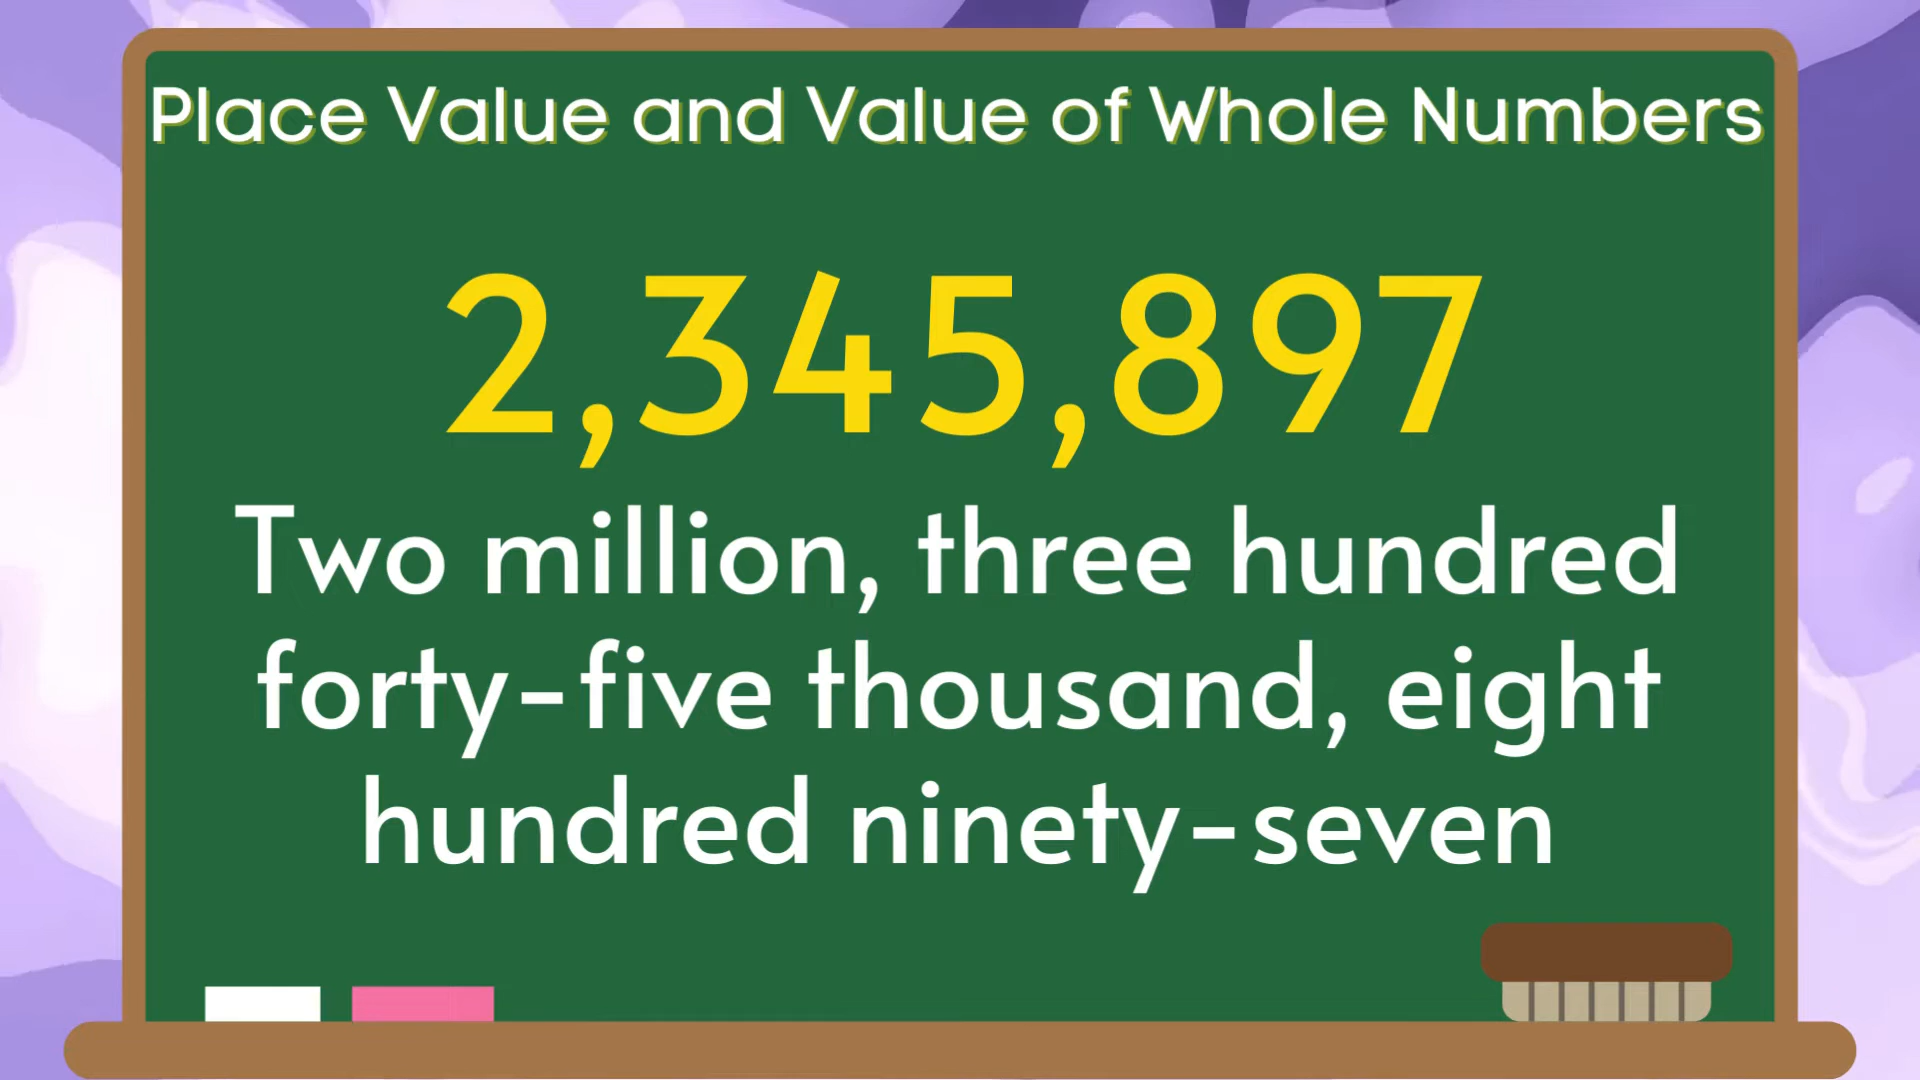 Place Value and Value of Whole Numbers
2,345,897
Two million, three hundred
forty-five thousand, eight
hundred ninety-seven